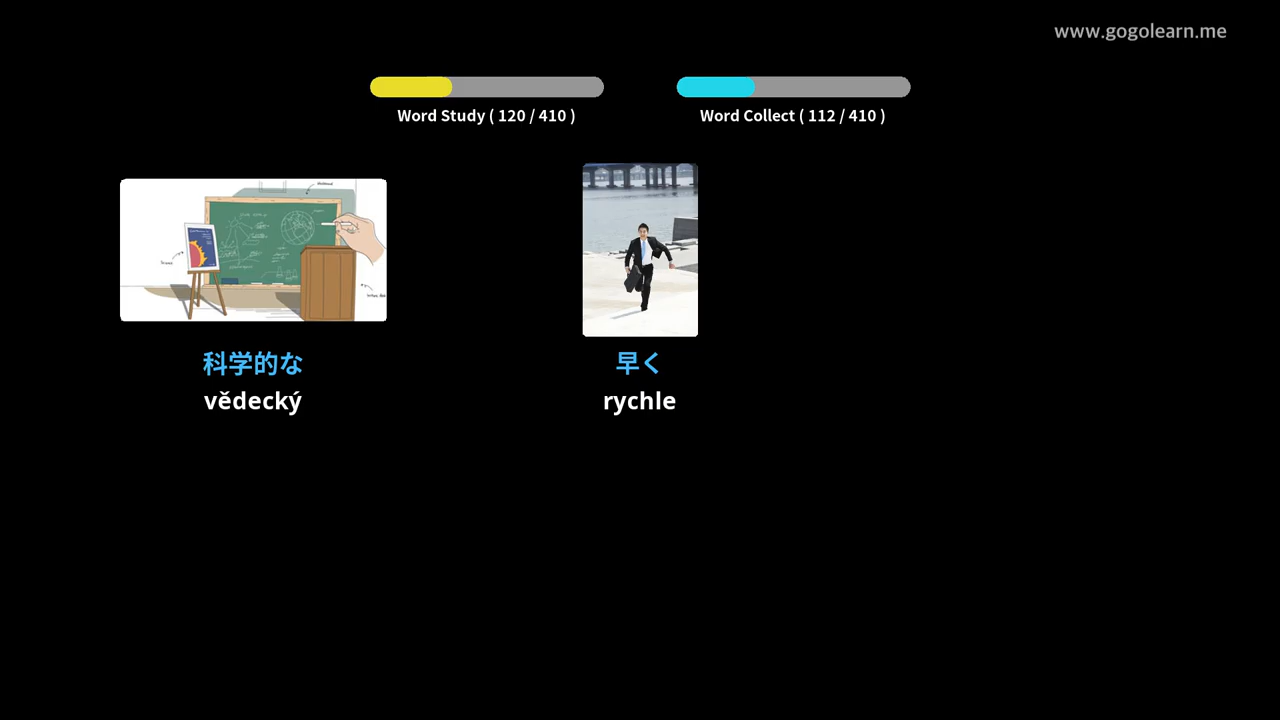 www.gogolearn.me
Word Study ( 120 / 410 )
Word Collect ( 112 / 410 )
科学的な
vědecký
早く
rychle